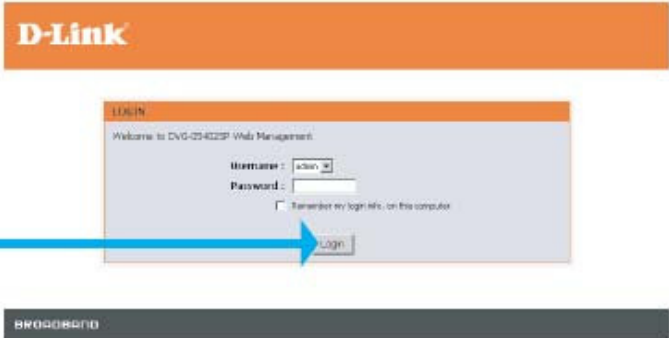 D-Link
LOGIN
Welcome to DVG-G5402SP Web Management
Username : admin
Password :
Remember my login info. on this computer
Login
BROADBAND